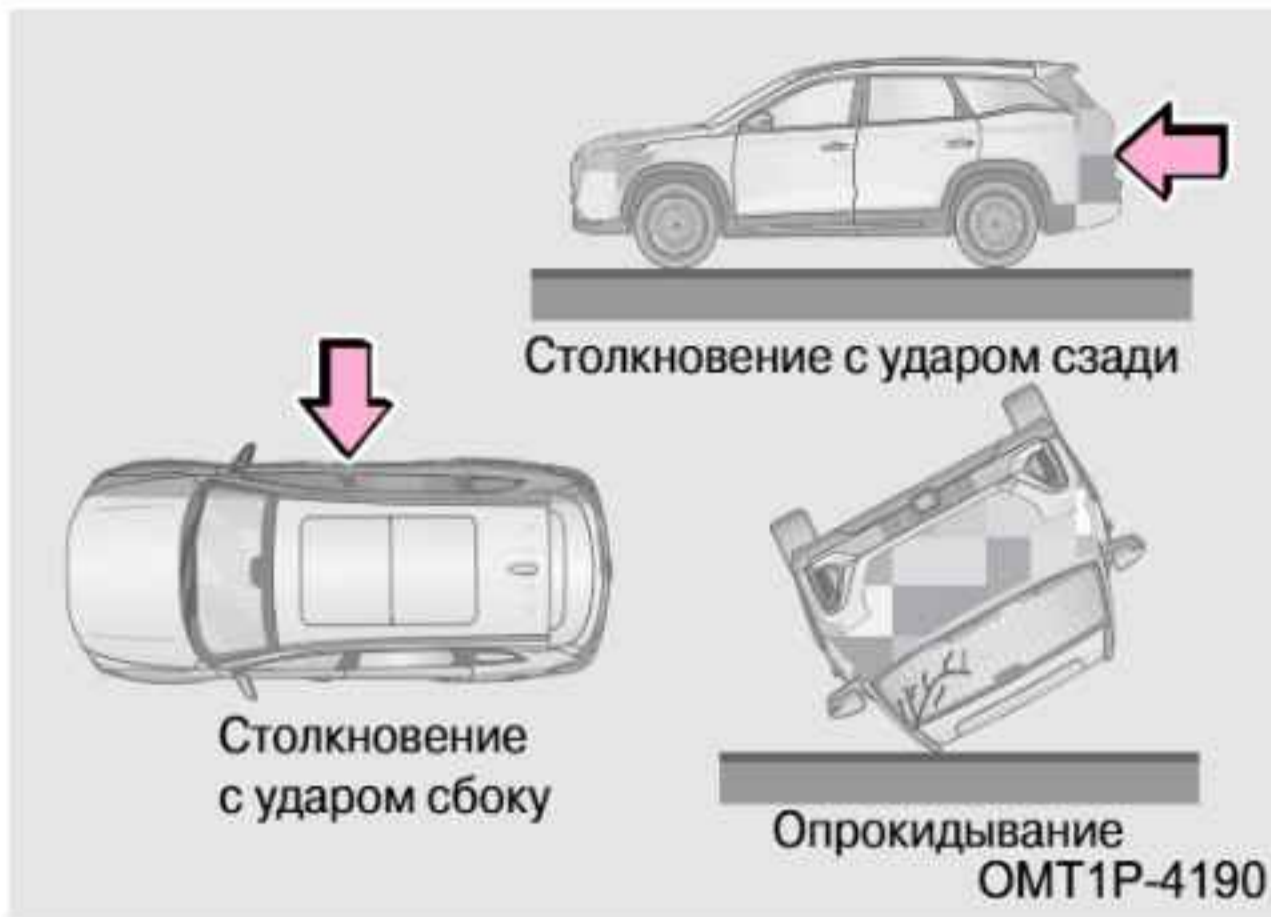 Столкновение с ударом сзади
Столкновение
с ударом сбоку
Опрокидывание
OMT1P-4190